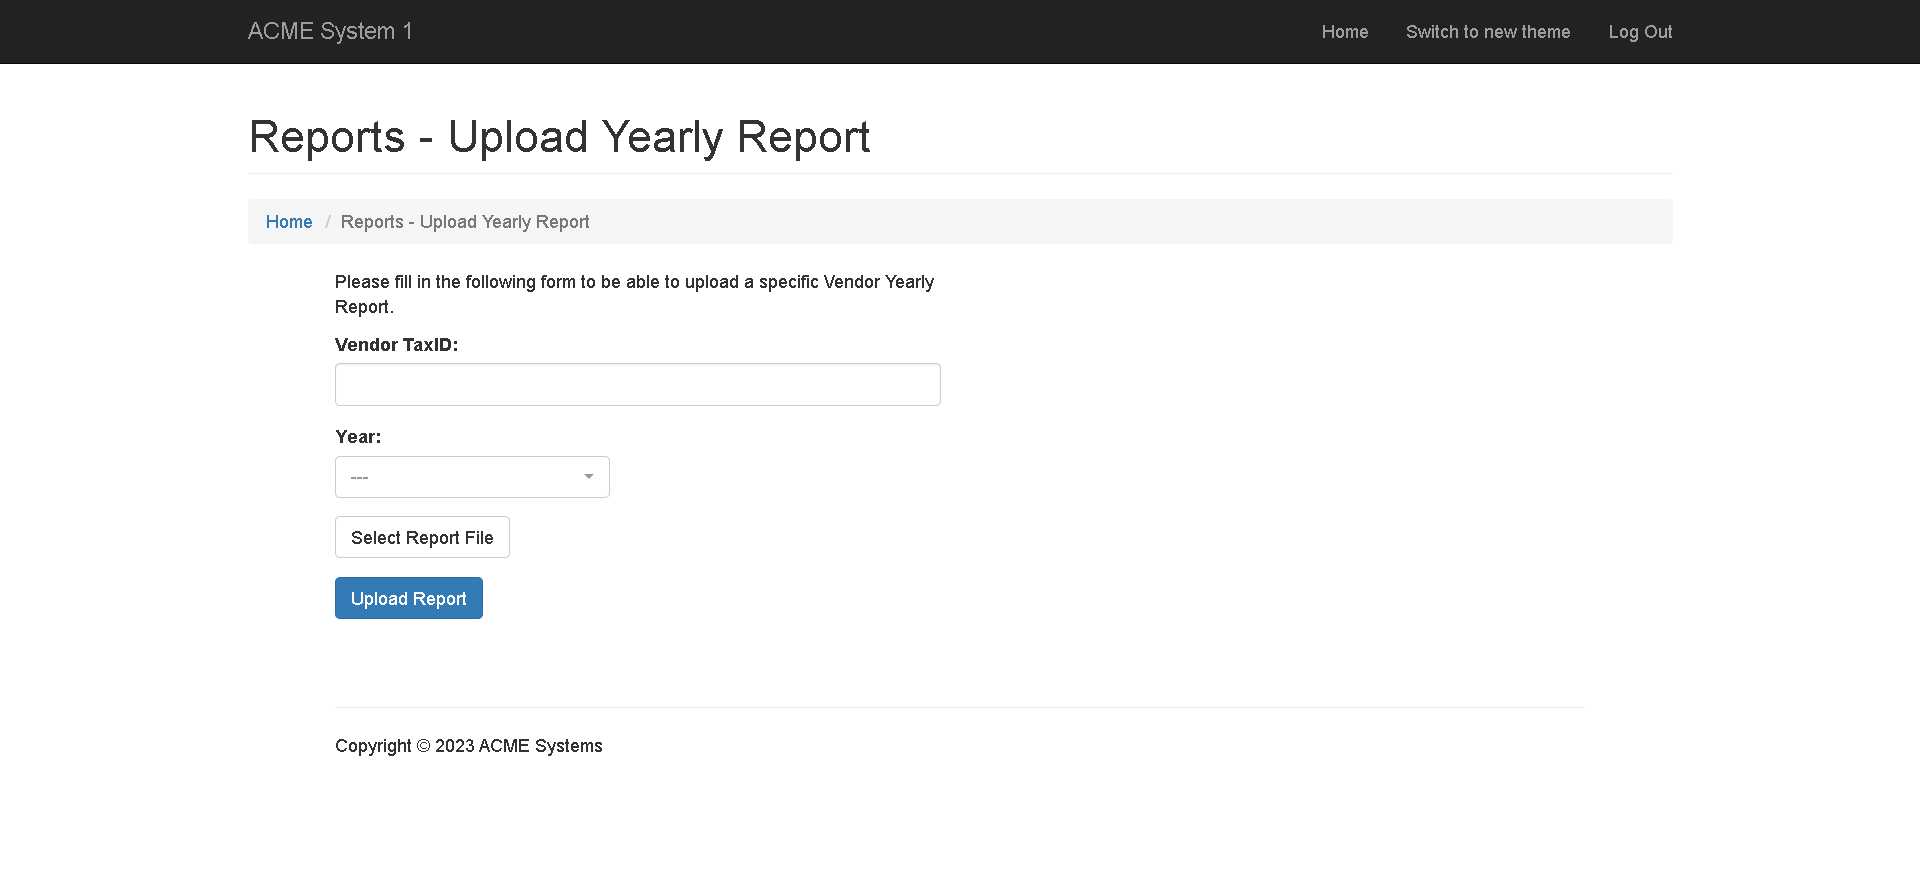 ACME System 1
Home
Switch to new theme
Log Out
Reports - Upload Yearly Report
Home / Reports - Upload Yearly Report
Please fill in the following form to be able to upload a specific Vendor Yearly
Report.
Vendor TaxID:
Year:
---
Select Report File
Upload Report
Copyright © 2023 ACME Systems